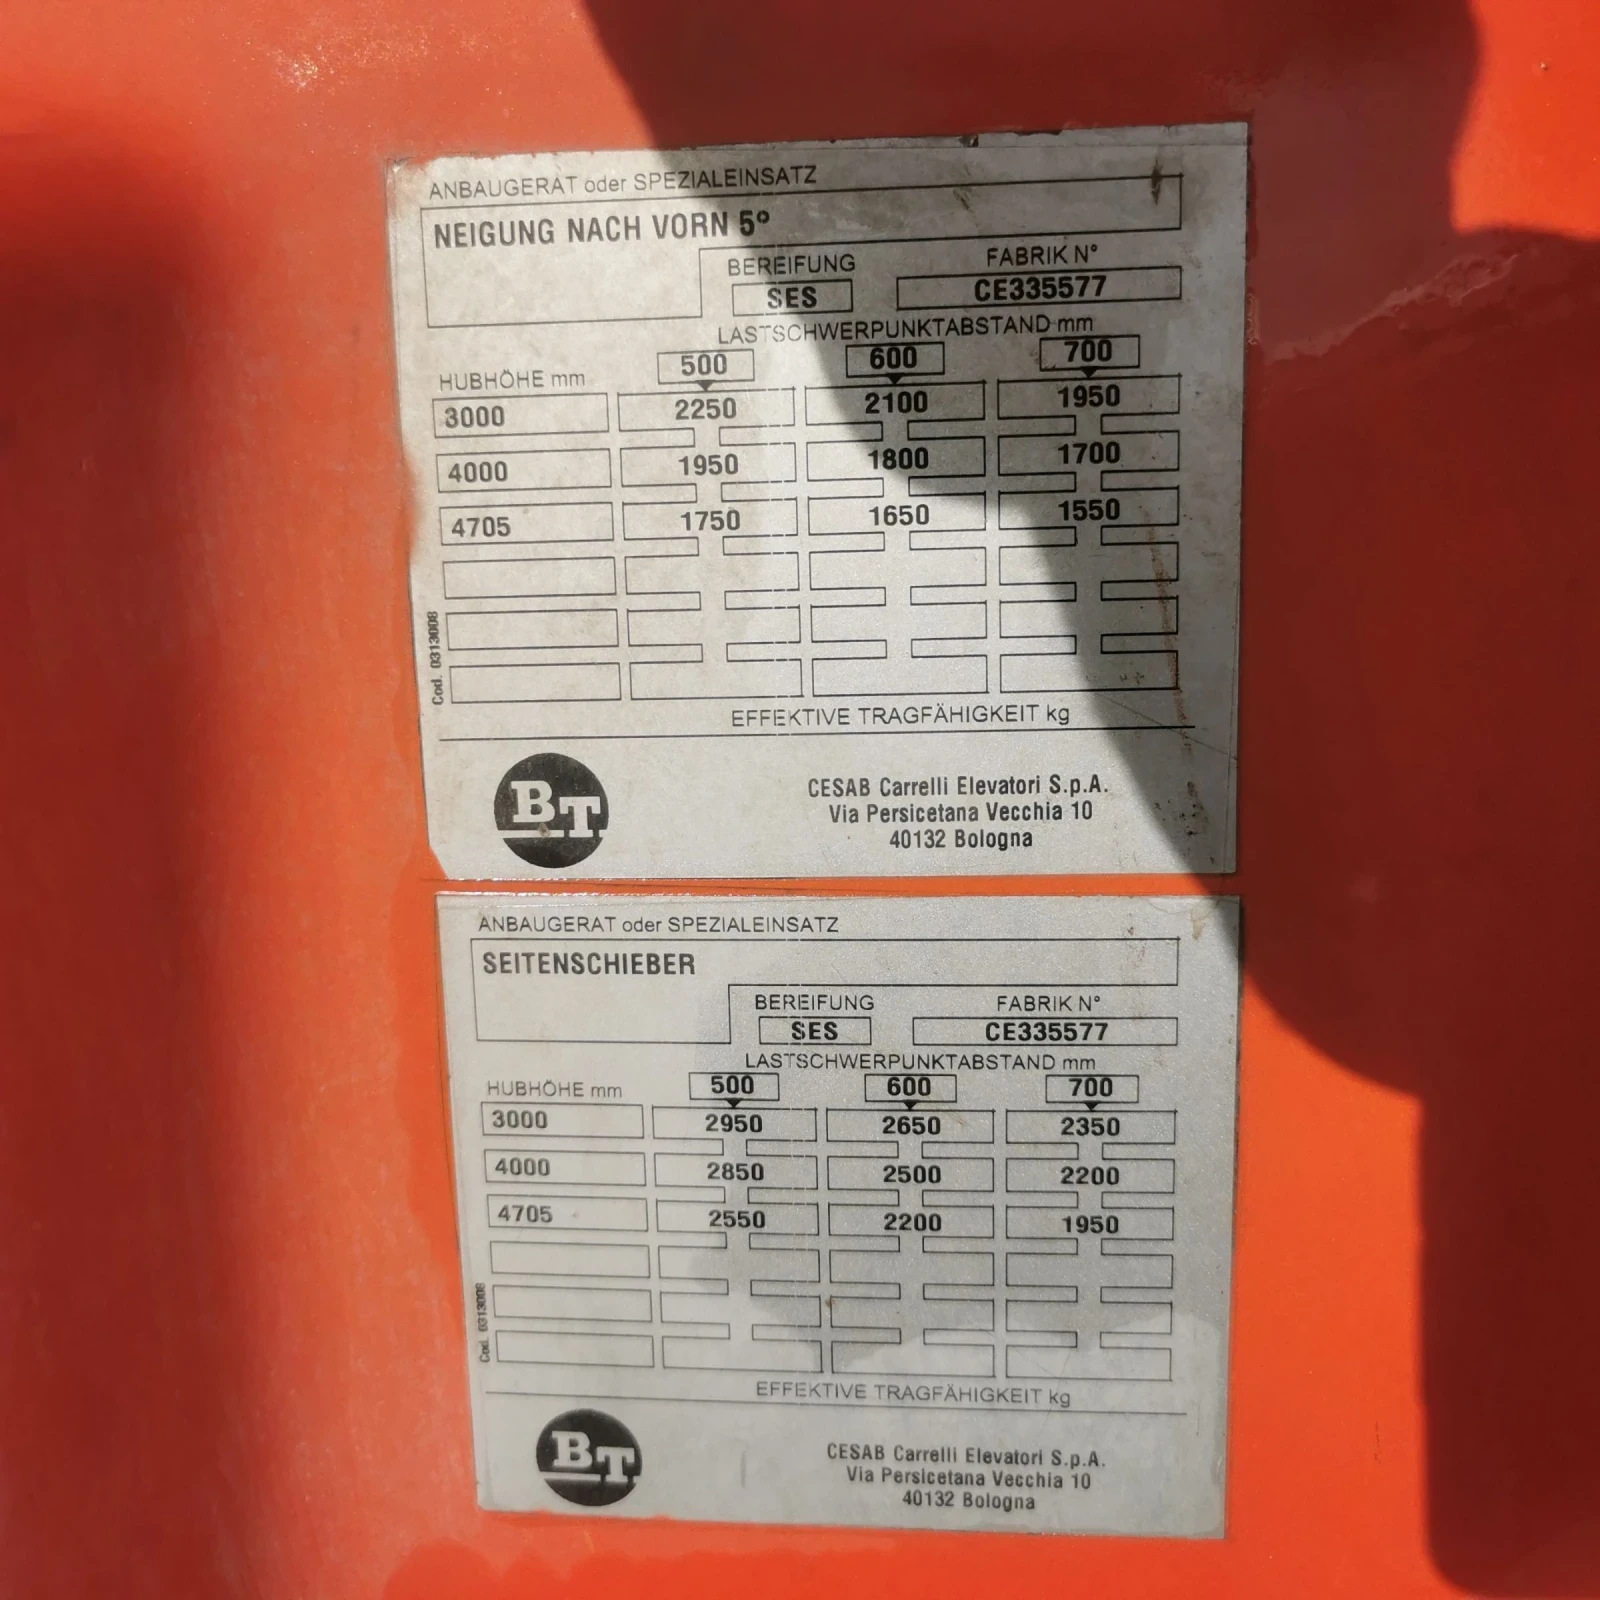 ANBAUGERAT oder SPEZIALEINSATZ
NEIGUNG NACH VORN 5°
BEREIFUNG FABRIK N°
SES CE335577
LASTSCHWERPUNKTABSTAND mm
HUBHÖHE mm 500 600 700
3000 2250 2100 1950
4000 1950 1800 1700
4705 1750 1650 1550
Cod. 0313008
EFFEKTIVE TRAGFÄHIGKEIT kg
BT
CESAB Carrelli Elevatori S.p.A.
Via Persicetana Vecchia 10
40132 Bologna
ANBAUGERAT oder SPEZIALEINSATZ
SEITENSCHIEBER
BEREIFUNG FABRIK N°
SES CE335577
LASTSCHWERPUNKTABSTAND mm
HUBHÖHE mm 500 600 700
3000 2950 2650 2350
4000 2850 2500 2200
4705 2550 2200 1950
Cod. 0313008
EFFEKTIVE TRAGFÄHIGKEIT kg
BT
CESAB Carrelli Elevatori S.p.A.
Via Persicetana Vecchia 10
40132 Bologna